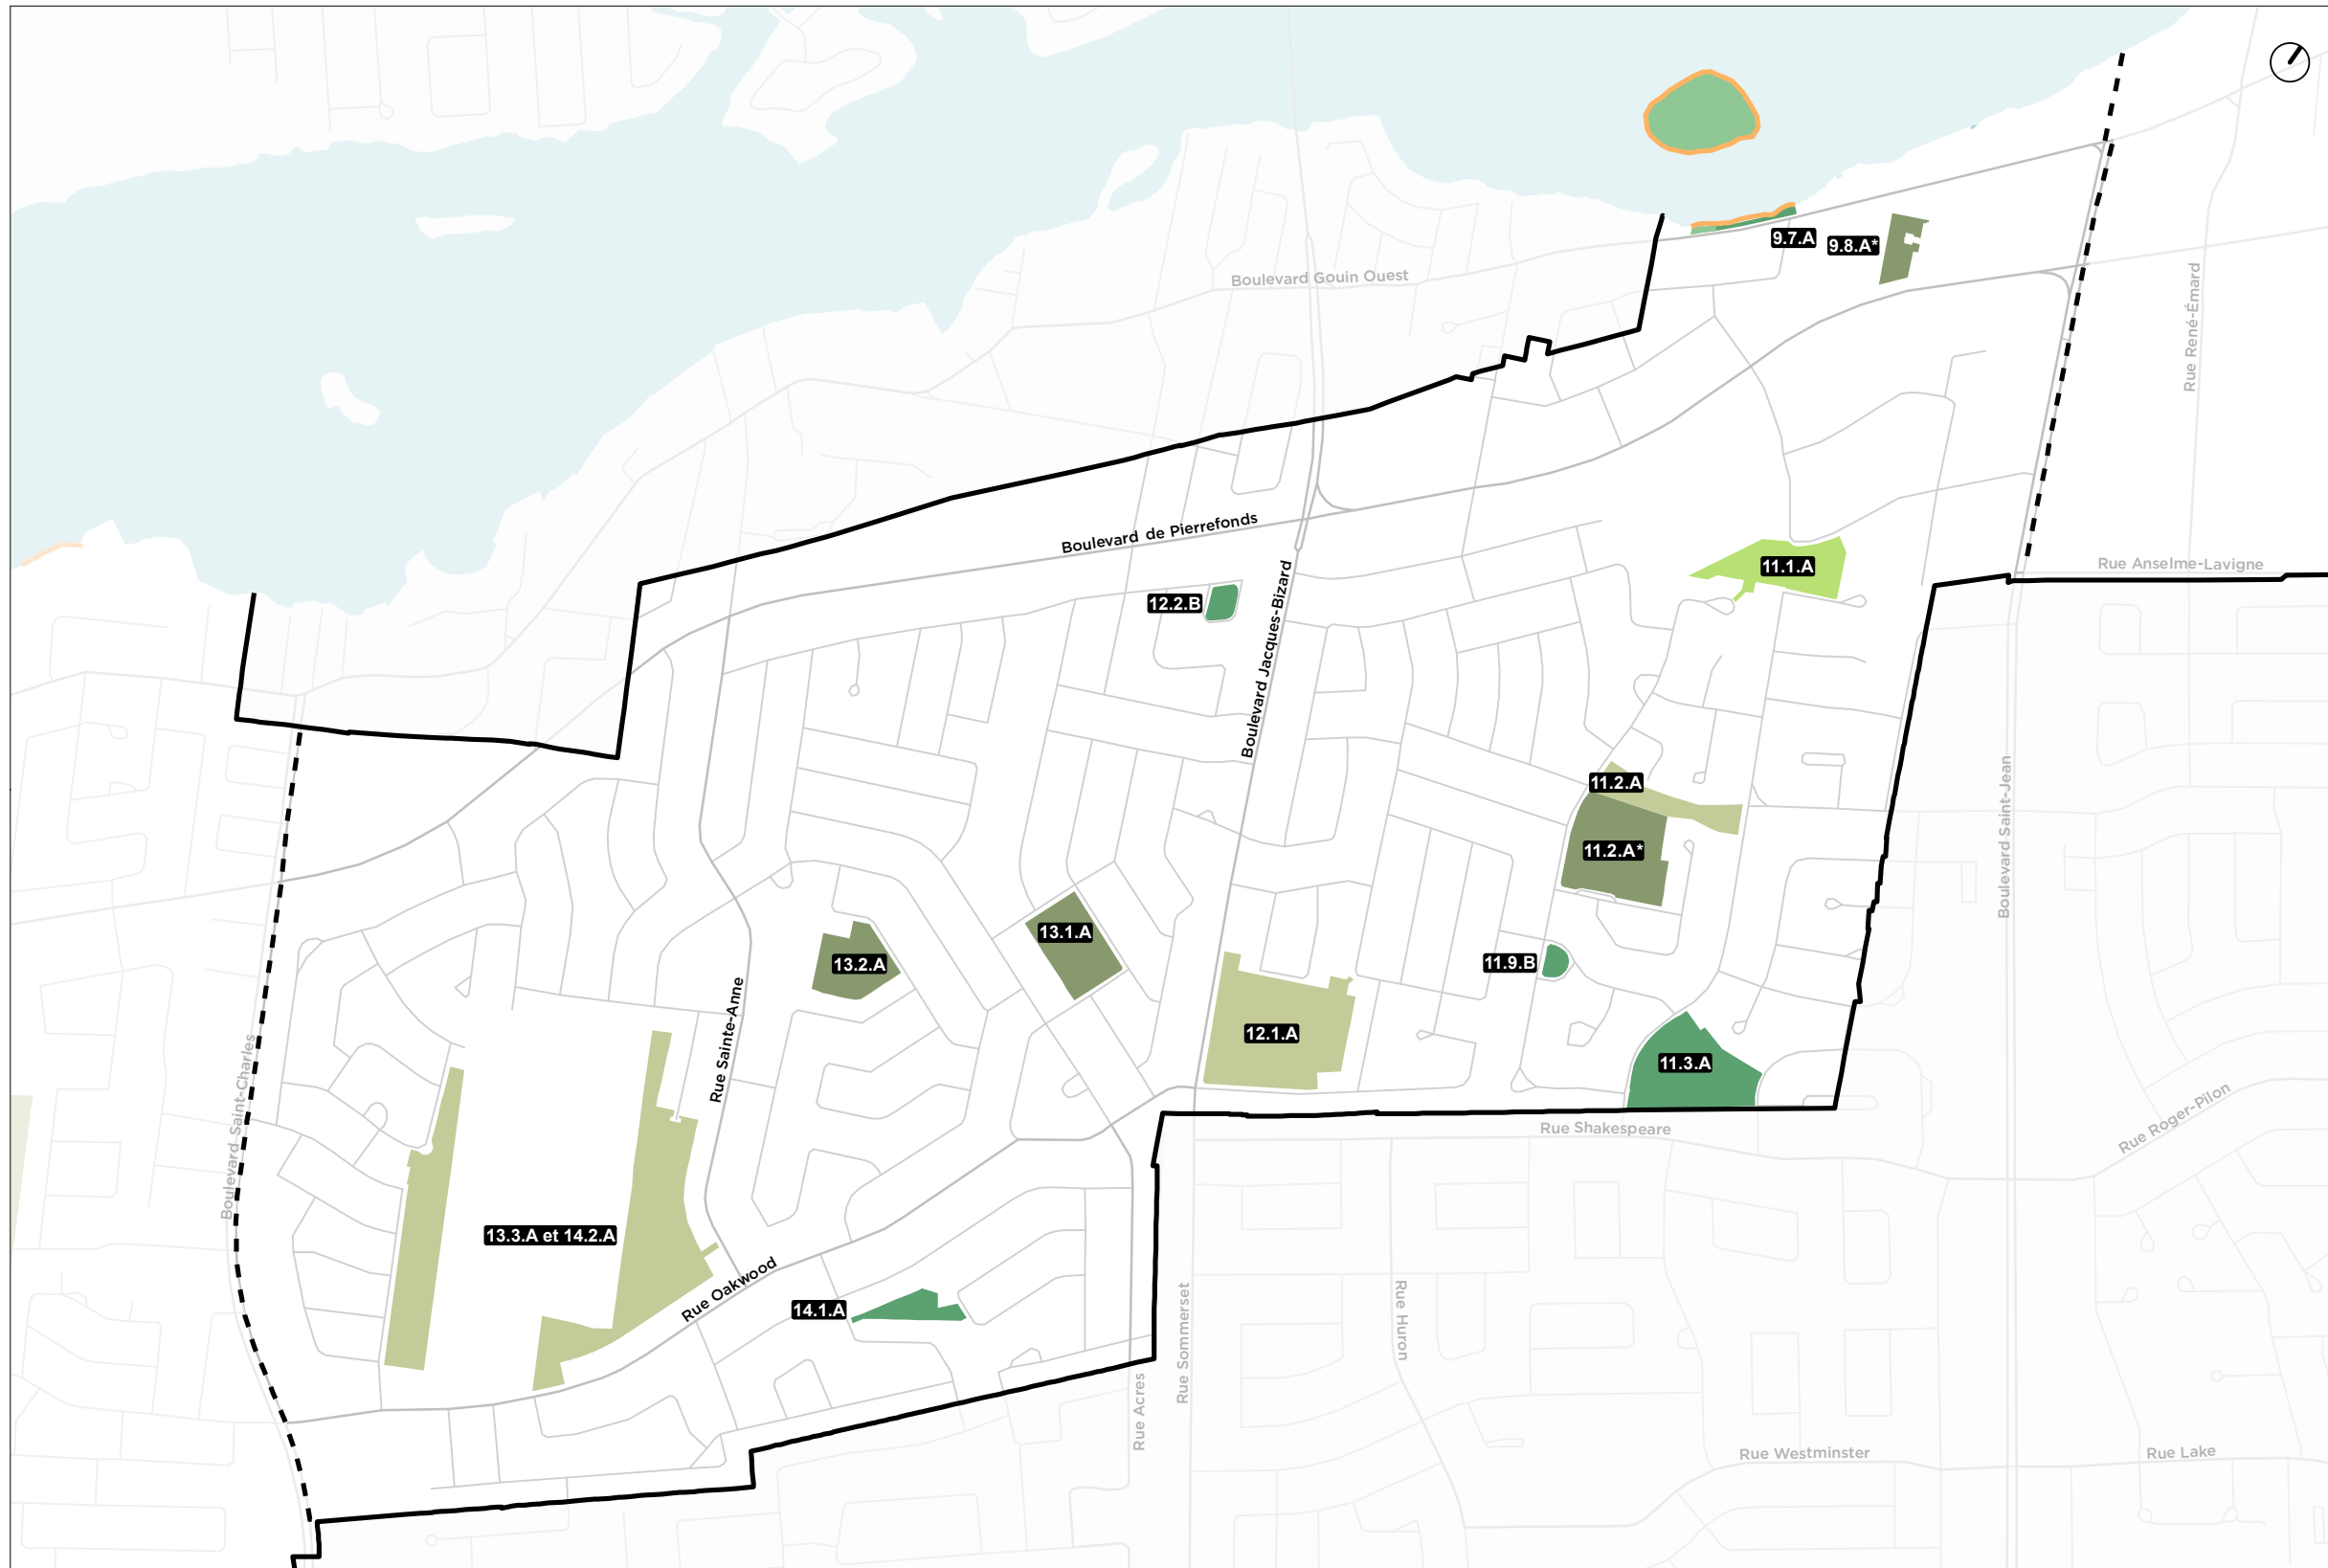 9.7.A
9.8.A*
Boulevard Gouin Ouest
Rue René-Émard
Boulevard de Pierrefonds
11.1.A
Rue Anselme-Lavigne
12.2.B
Boulevard Jacques-Bizard
11.2.A
11.2.A*
Boulevard Saint-Jean
13.1.A
13.2.A
11.9.B
12.1.A
Rue Sainte-Anne
11.3.A
Boulevard Saint-Charles
Rue Shakespeare
Rue Roger-Pilon
13.3.A et 14.2.A
Rue Oakwood
14.1.A
Rue Sommerset
Rue Huron
Rue Acres
Rue Westminster
Rue Lake